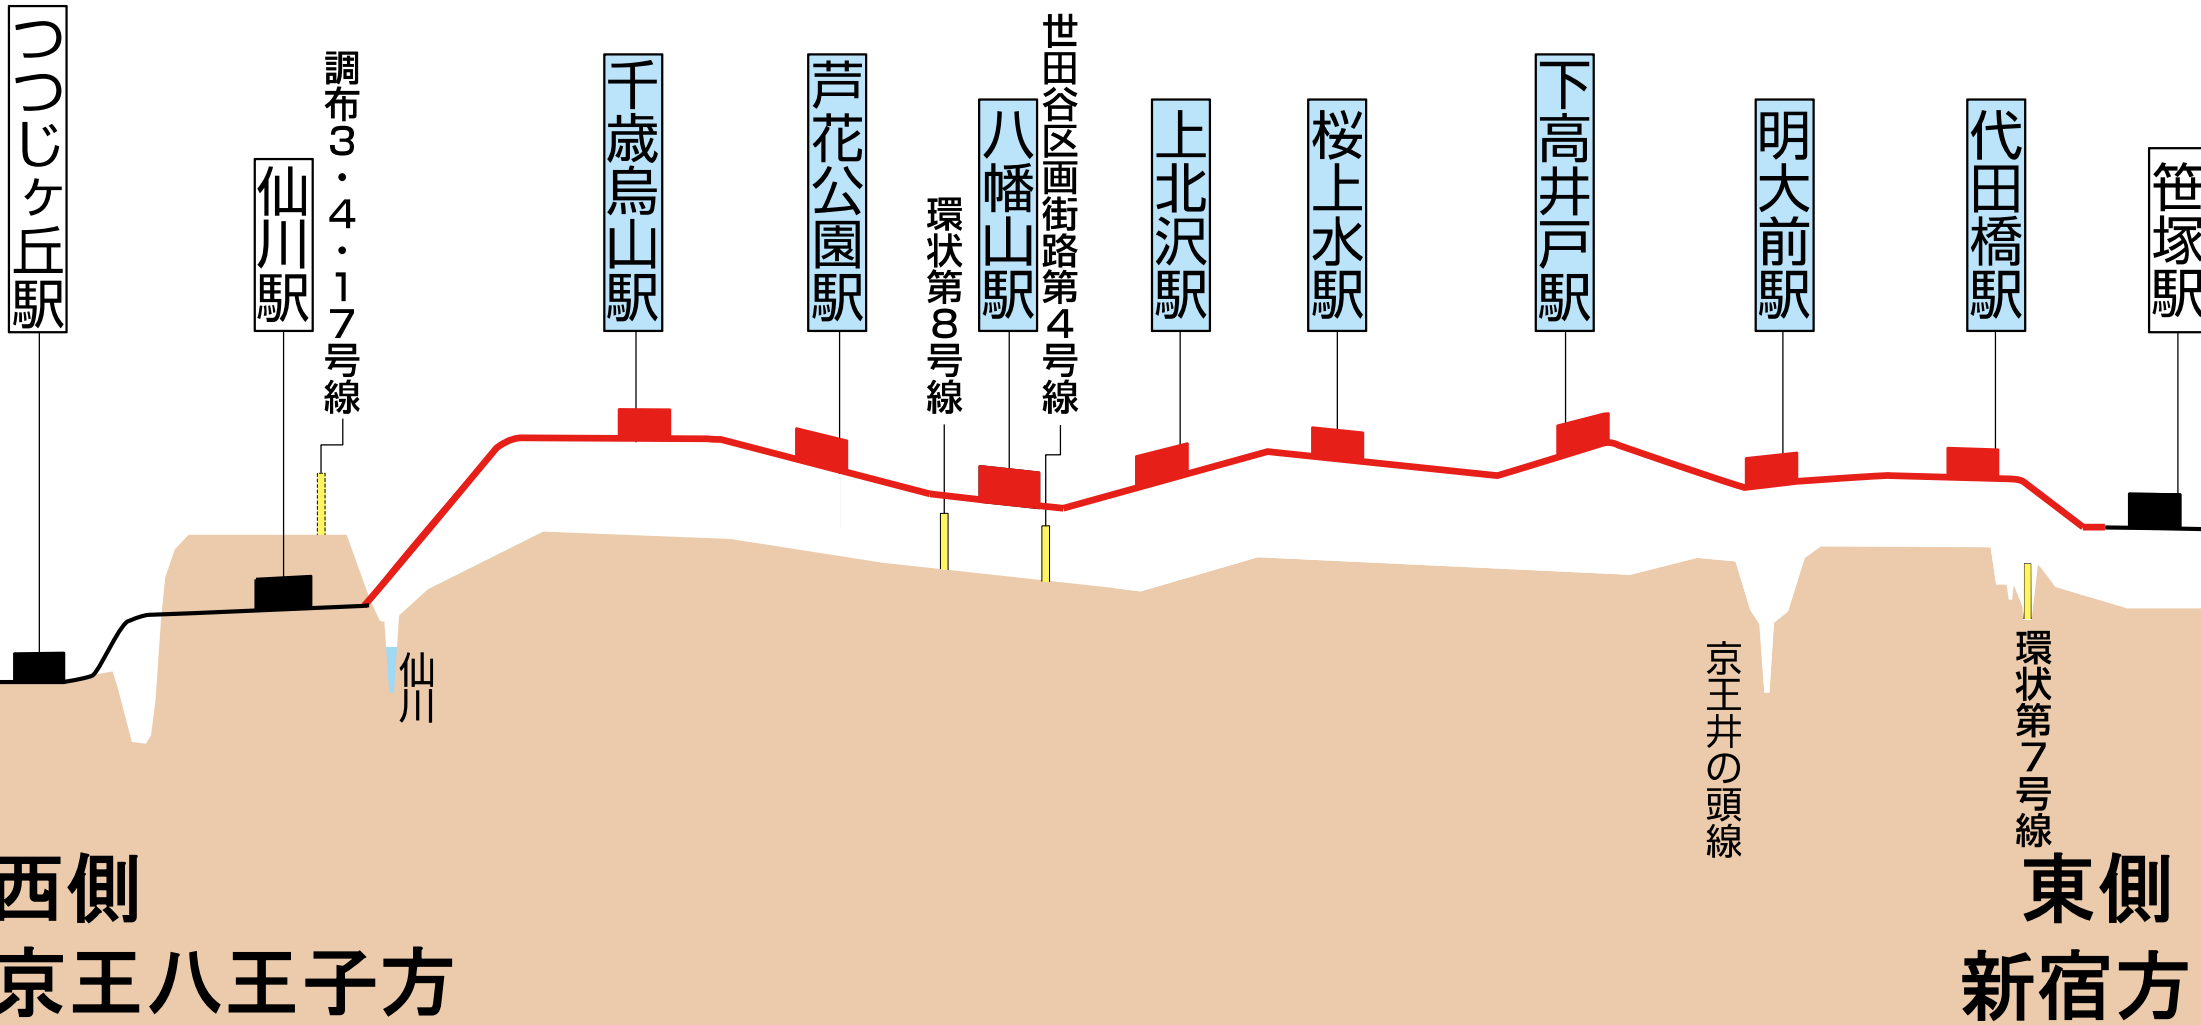 つつじヶ丘駅
仙川駅
調布3・4・17号線
千歳烏山駅
芦花公園駅
環状第8号線
八幡山駅
世田谷区画街路第4号線
上北沢駅
桜上水駅
下高井戸駅
明大前駅
代田橋駅
笹塚駅
仙川
京王井の頭線
環状第7号線
西側
京王八王子方
東側
新宿方